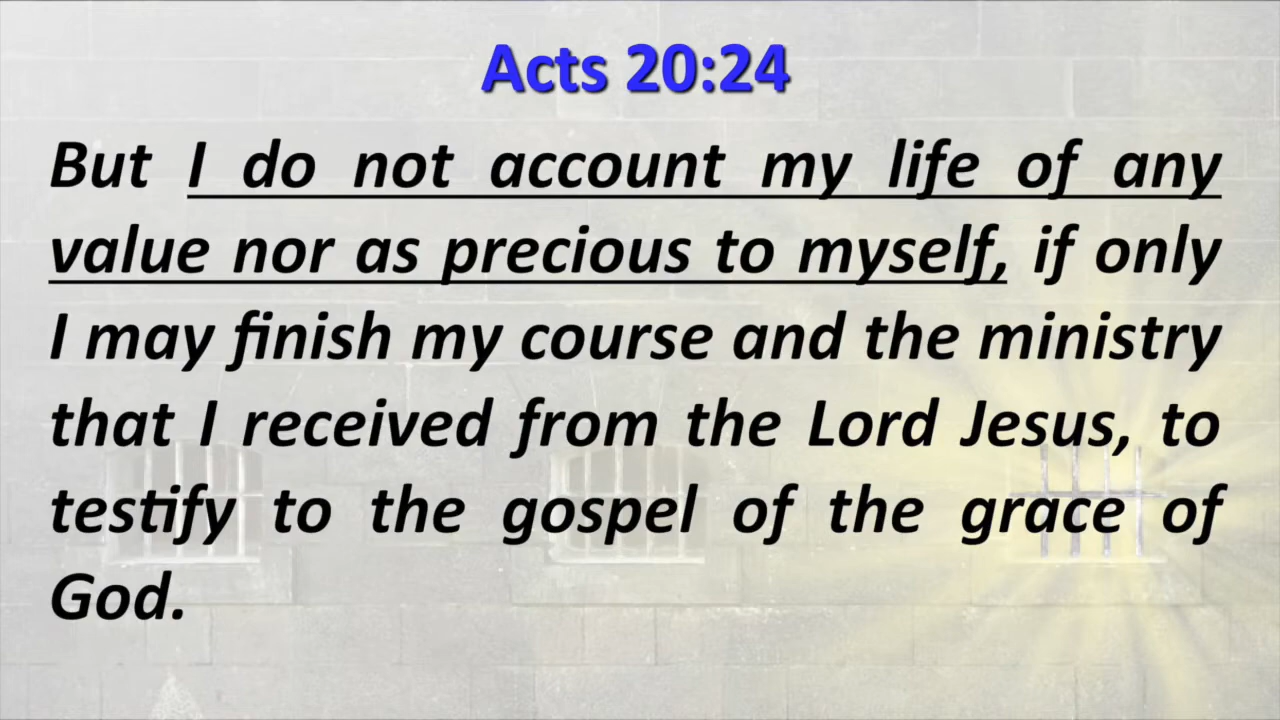 Acts 20:24
But I do not account my life of any
value nor as precious to myself, if only
I may finish my course and the ministry
that I received from the Lord Jesus, to
testify to the gospel of the grace of
God.